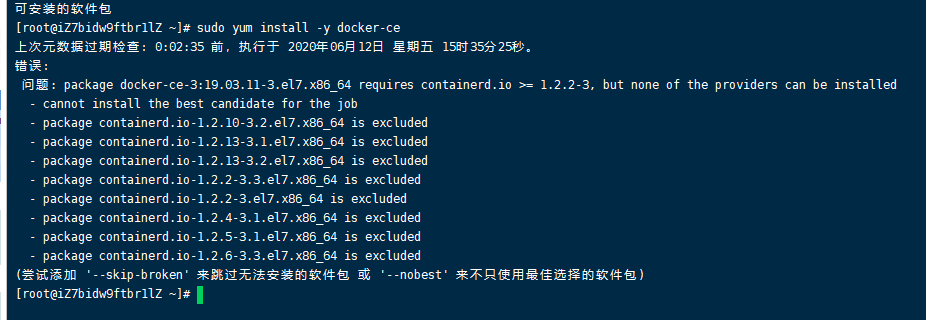 可安装的软件包
[root@iZ7bidw9ftbr1lZ ~]# sudo yum install -y docker-ce
上次元数据过期检查：0:02:35 前，执行于 2020年06月12日 星期五 15时35分25秒。
错误：
问题: package docker-ce-3:19.03.11-3.el7.x86_64 requires containerd.io >= 1.2.2-3, but none of the providers can be installed
- cannot install the best candidate for the job
- package containerd.io-1.2.10-3.2.el7.x86_64 is excluded
- package containerd.io-1.2.13-3.1.el7.x86_64 is excluded
- package containerd.io-1.2.13-3.2.el7.x86_64 is excluded
- package containerd.io-1.2.2-3.3.el7.x86_64 is excluded
- package containerd.io-1.2.2-3.el7.x86_64 is excluded
- package containerd.io-1.2.4-3.1.el7.x86_64 is excluded
- package containerd.io-1.2.5-3.1.el7.x86_64 is excluded
- package containerd.io-1.2.6-3.3.el7.x86_64 is excluded
(尝试添加 '--skip-broken' 来跳过无法安装的软件包 或 '--nobest' 来不只使用最佳选择的软件包)
[root@iZ7bidw9ftbr1lZ ~]#